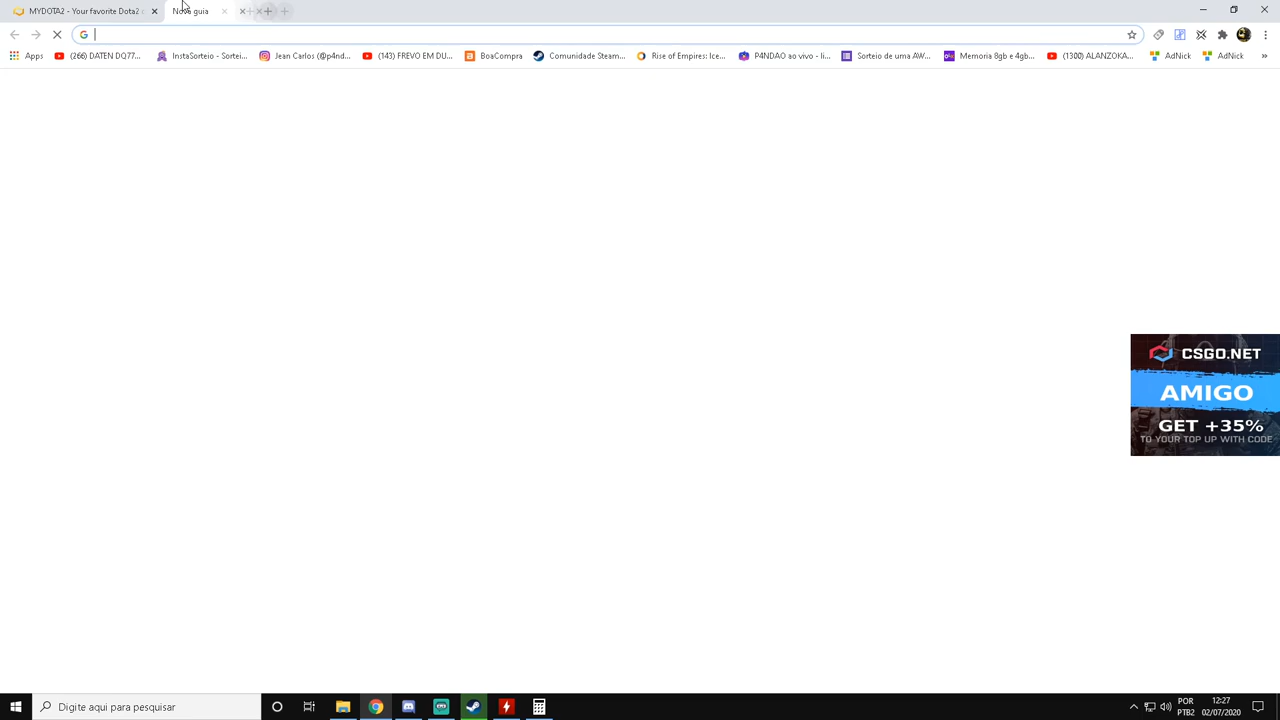 MYDOTA2 - Your favorite Dota2
Nova guia
Apps
(266) DATEN DQ77...
InstaSorteio - Sortei...
Jean Carlos (@p4nd...
(143) FREVO EM DU...
BoaCompra
Comunidade Steam...
Rise of Empires: Ice...
P4NDAO ao vivo - li...
Sorteio de uma AW...
Memoria 8gb e 4gb...
(1300) ALANZOKA...
AdNick
AdNick
»
CSGO.NET
AMIGO
GET +35%
TO YOUR TOP UP WITH CODE
Digite aqui para pesquisar
POR
PTB2
12:27
02/07/2020